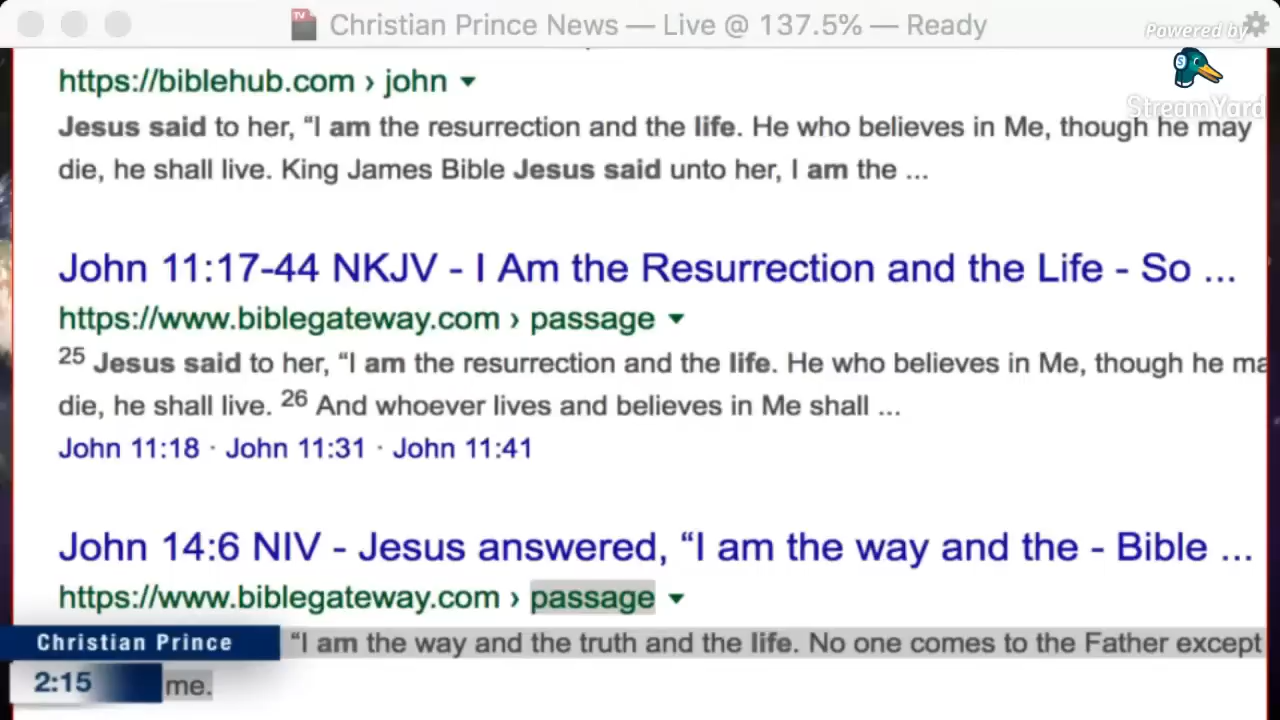 Christian Prince News — Live @ 137.5% — Ready
Powered by
StreamYard
https://biblehub.com › john
Jesus said to her, “I am the resurrection and the life. He who believes in Me, though he may
die, he shall live. King James Bible Jesus said unto her, I am the ...
John 11:17-44 NKJV - I Am the Resurrection and the Life - So ...
https://www.biblegateway.com › passage
25 Jesus said to her, “I am the resurrection and the life. He who believes in Me, though he ma
die, he shall live. 26 And whoever lives and believes in Me shall ...
John 11:18 · John 11:31 · John 11:41
John 14:6 NIV - Jesus answered, “I am the way and the - Bible ...
https://www.biblegateway.com › passage
Christian Prince
“I am the way and the truth and the life. No one comes to the Father except
2:15
me.